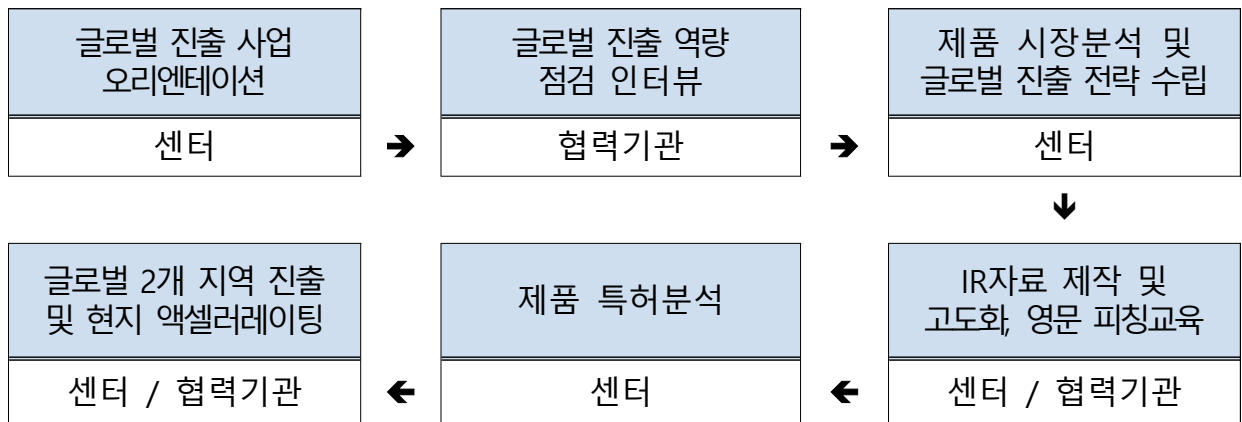 글로벌 진출 사업
오리엔테이션
센터
➔
글로벌 진출 역량
점검 인터뷰
협력기관
➔
제품 시장분석 및
글로벌 진출 전략 수립
센터
🡻
IR자료 제작 및
고도화, 영문 피칭교육
센터 / 협력기관
🡸
제품 특허분석
센터
🡸
글로벌 2개 지역 진출
및 현지 액셀러레이팅
센터 / 협력기관